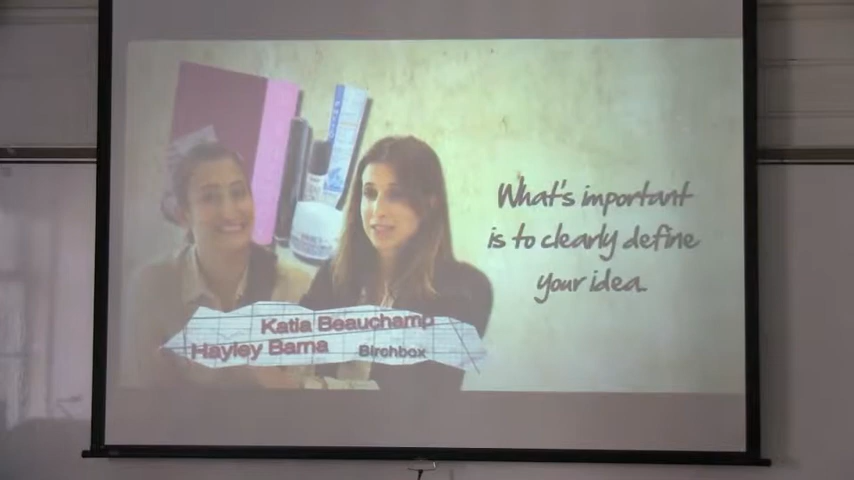 What's important
is to clearly define
your idea.
Katia Beauchamp
Hayley Barna Birchbox